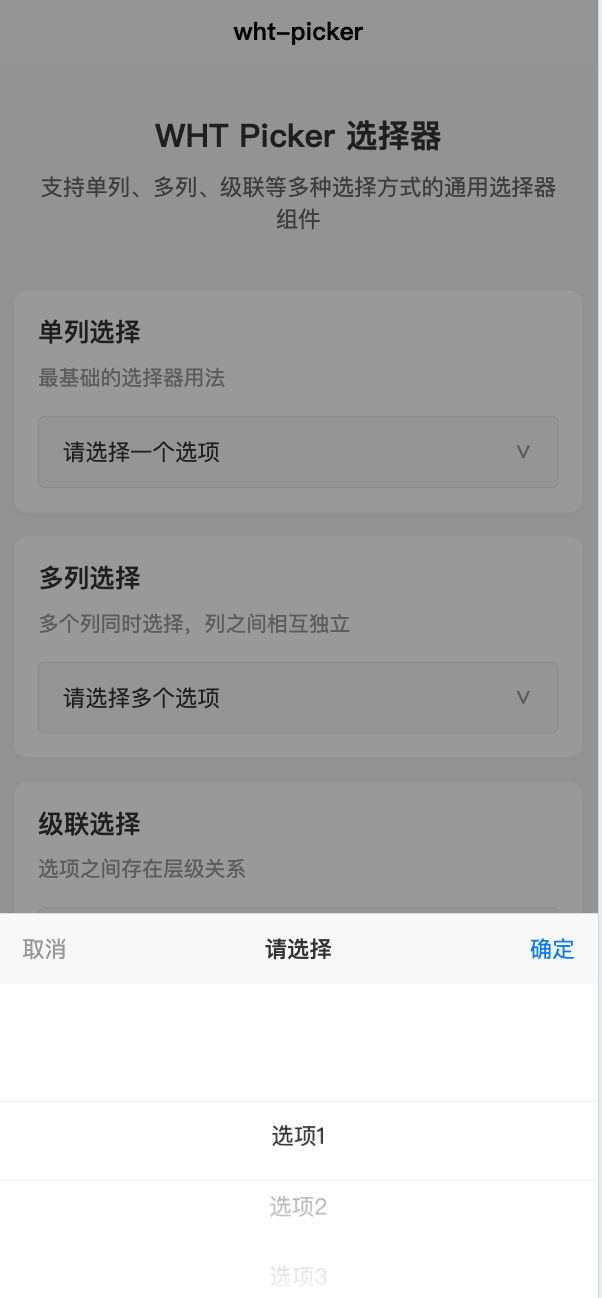 wht-picker
WHT Picker 选择器
支持单列、多列、级联等多种选择方式的通用选择器
组件
单列选择
最基础的选择器用法
请选择一个选项
多列选择
多个列同时选择，列之间相互独立
请选择多个选项
级联选择
选项之间存在层级关系
取消 请选择 确定
选项1
选项2
选项3